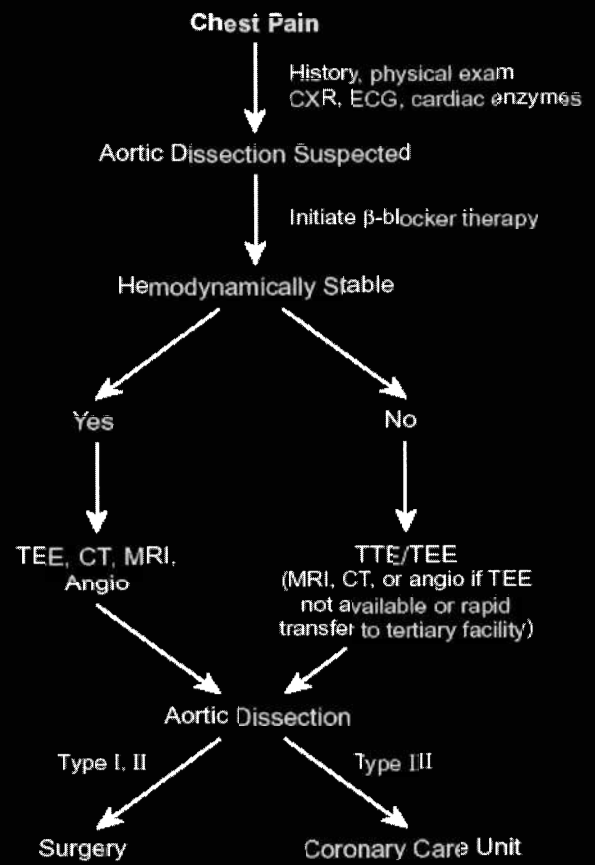 Chest Pain
History, physical exam
CXR, ECG, cardiac enzymes
Aortic Dissection Suspected
Initiate β-blocker therapy
Hemodynamically Stable
Yes
No
TEE, CT, MRI,
Angio
TTE/TEE
(MRI, CT, or angio if TEE
not available or rapid
transfer to tertiary facility)
Aortic Dissection
Type I, II
Type III
Surgery
Coronary Care Unit